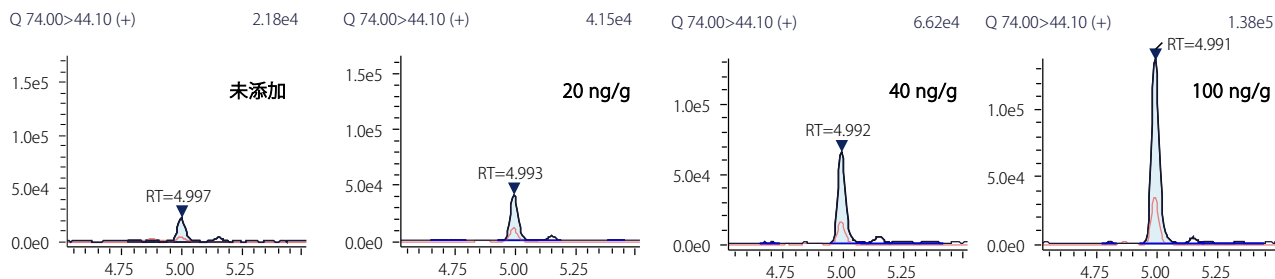 Q 74.00>44.10 (+) 2.18e4
1.5e5
未添加
1.0e5
RT=4.997
5.0e4
0.0e0
4.75 5.00 5.25
Q 74.00>44.10 (+) 4.15e4
1.5e5
20 ng/g
1.0e5
RT=4.993
5.0e4
0.0e0
4.75 5.00 5.25
Q 74.00>44.10 (+) 6.62e4
40 ng/g
1.0e5
RT=4.992
5.0e4
0.0e0
4.75 5.00 5.25
Q 74.00>44.10 (+) 1.38e5
RT=4.991
100 ng/g
1.0e5
5.0e4
0.0e0
4.75 5.00 5.25